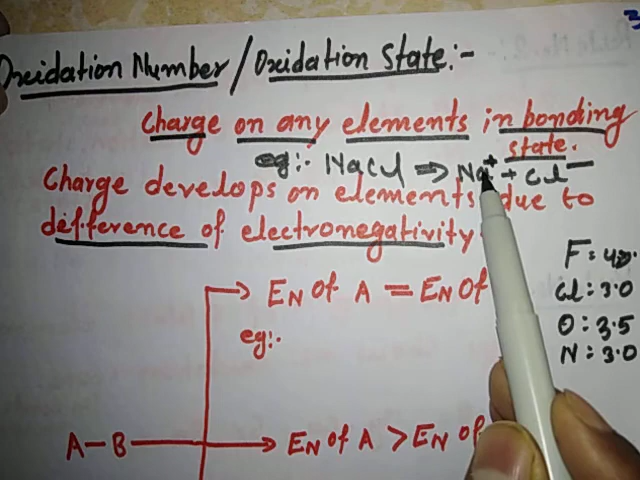 Oxidation Number / Oxidation State:-
Charge on any elements in bonding
state.
eg:- NaCl ⇒ Na⁺ + Cl⁻
Charge develops on elements due to
difference of electronegativity
F: 4.0
Cl: 3.0
O: 3.5
N: 3.0
EN Of A = EN Of
eg:-
A-B
EN Of A > EN Of